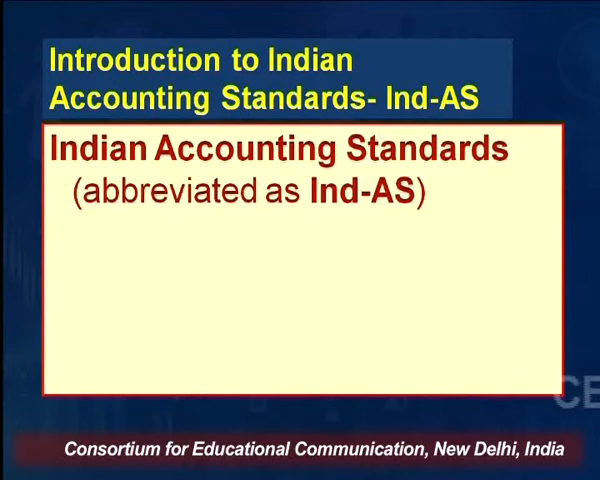 Introduction to Indian
Accounting Standards- Ind-AS
Indian Accounting Standards
(abbreviated as Ind-AS)
CE
Consortium for Educational Communication, New Delhi, India